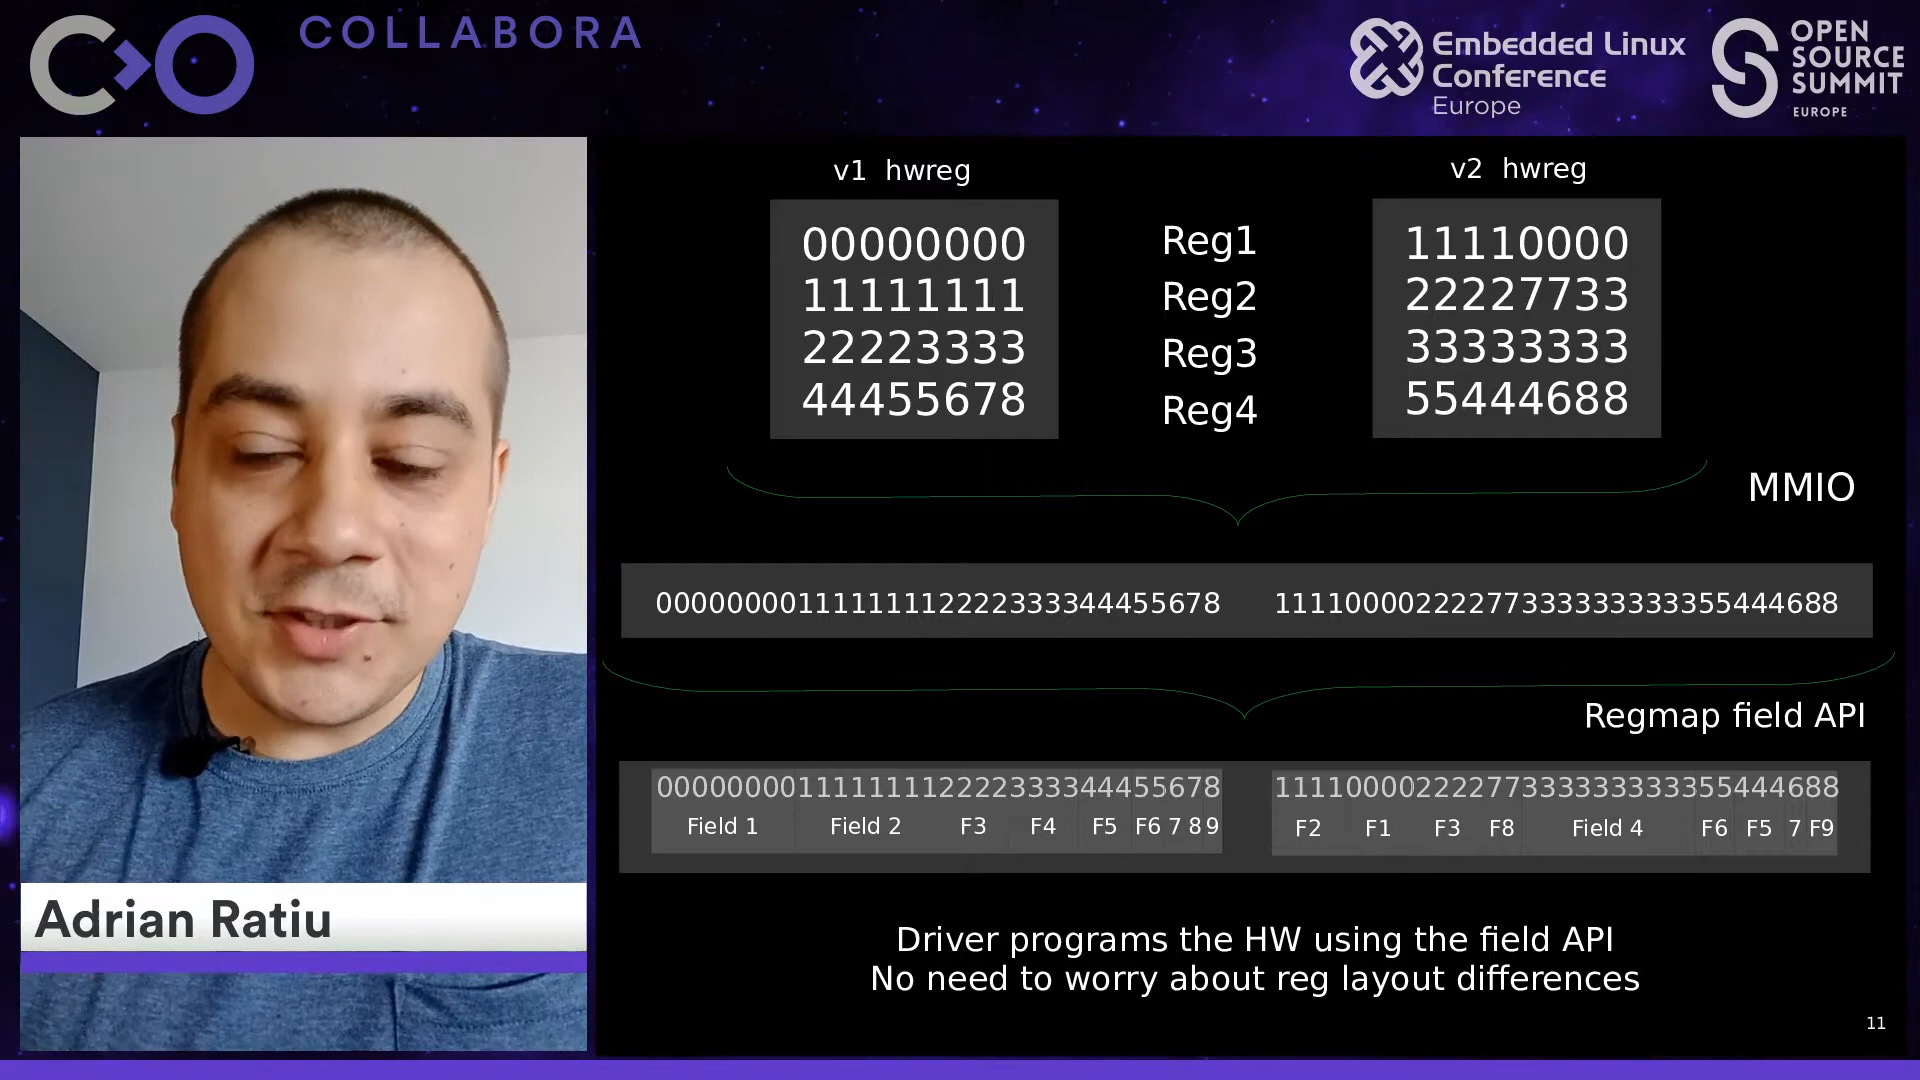 COLLABORA
Embedded Linux
Conference
Europe
OPEN
SOURCE
SUMMIT
EUROPE
v1 hwreg
v2 hwreg
00000000
11111111
22223333
44455678
Reg1
Reg2
Reg3
Reg4
11110000
22227733
33333333
55444688
MMIO
00000000111111112222333344455678
11110000222277333333333355444688
Regmap field API
00000000111111112222333344455678
Field 1 Field 2 F3 F4 F5 F6 7 8 9
11110000222277333333333355444688
F2 F1 F3 F8 Field 4 F6 F5 7 F9
Adrian Ratiu
Driver programs the HW using the field API
No need to worry about reg layout differences
11